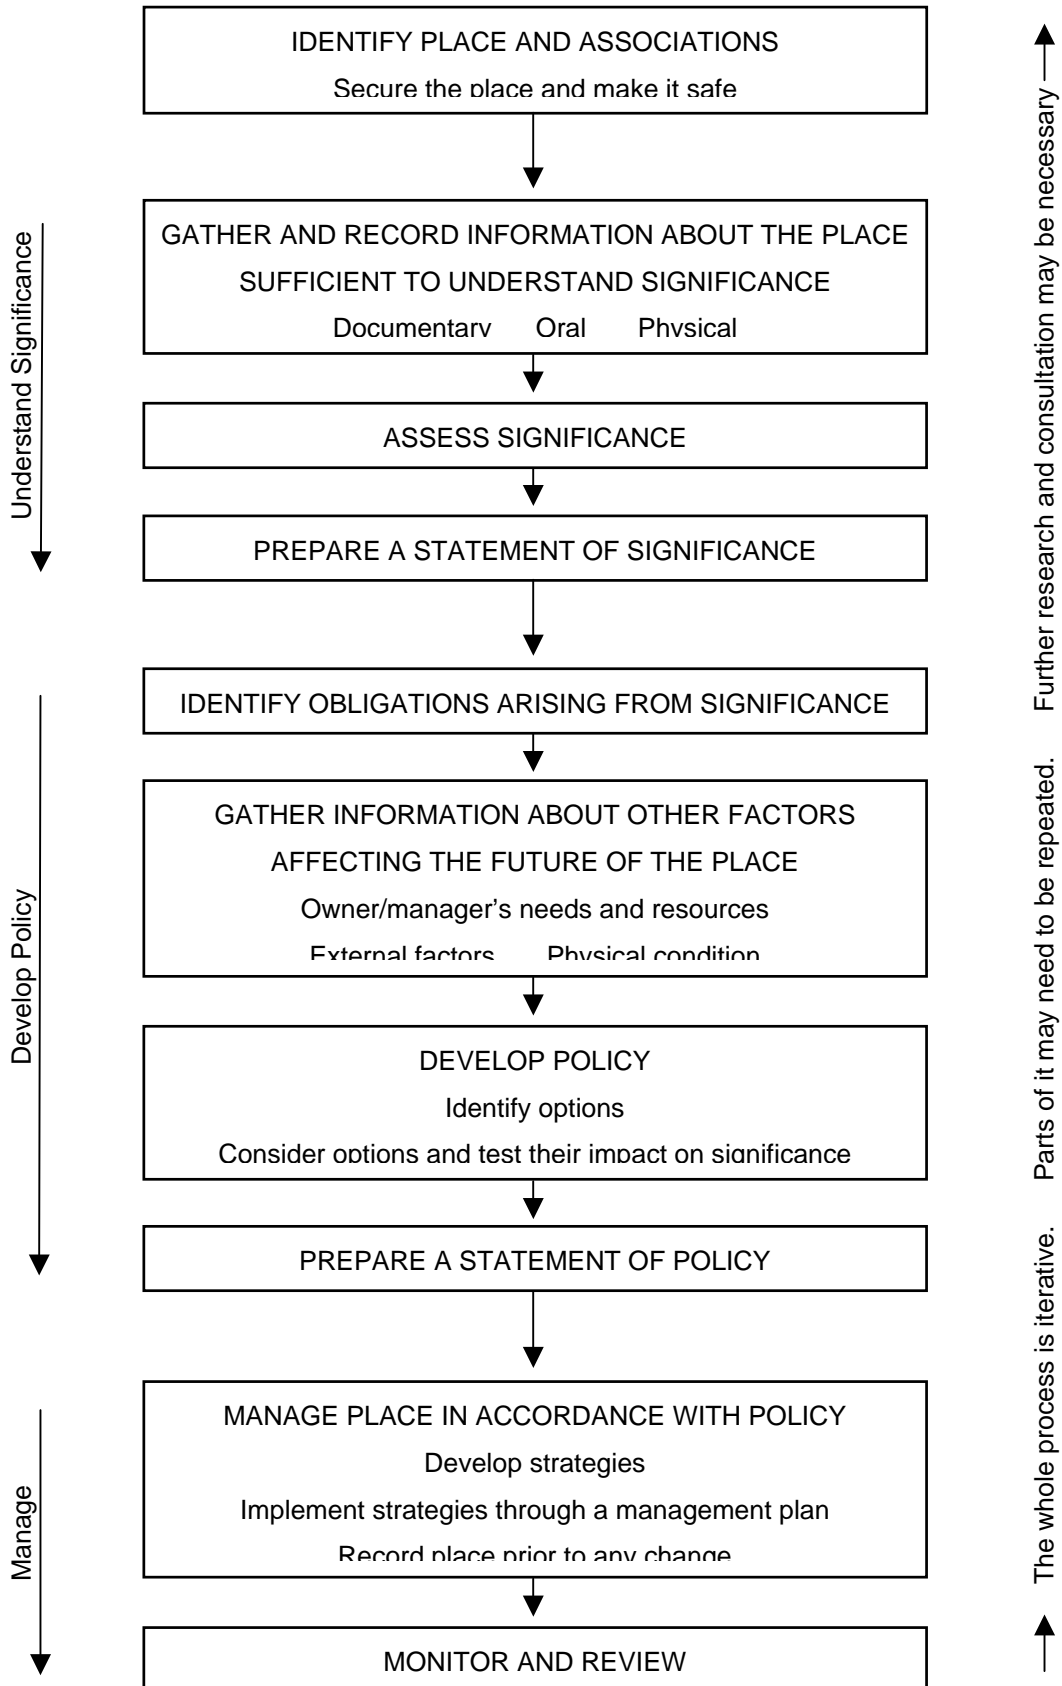 IDENTIFY PLACE AND ASSOCIATIONS
Secure the place and make it safe
GATHER AND RECORD INFORMATION ABOUT THE PLACE
SUFFICIENT TO UNDERSTAND SIGNIFICANCE
Documentary Oral Physical
ASSESS SIGNIFICANCE
PREPARE A STATEMENT OF SIGNIFICANCE
IDENTIFY OBLIGATIONS ARISING FROM SIGNIFICANCE
GATHER INFORMATION ABOUT OTHER FACTORS
AFFECTING THE FUTURE OF THE PLACE
Owner/manager's needs and resources
External factors Physical condition
DEVELOP POLICY
Identify options
Consider options and test their impact on significance
PREPARE A STATEMENT OF POLICY
MANAGE PLACE IN ACCORDANCE WITH POLICY
Develop strategies
Implement strategies through a management plan
Record place prior to any change
MONITOR AND REVIEW
Understand Significance
Develop Policy
Manage
The whole process is iterative. Parts of it may need to be repeated. Further research and consultation may be necessary